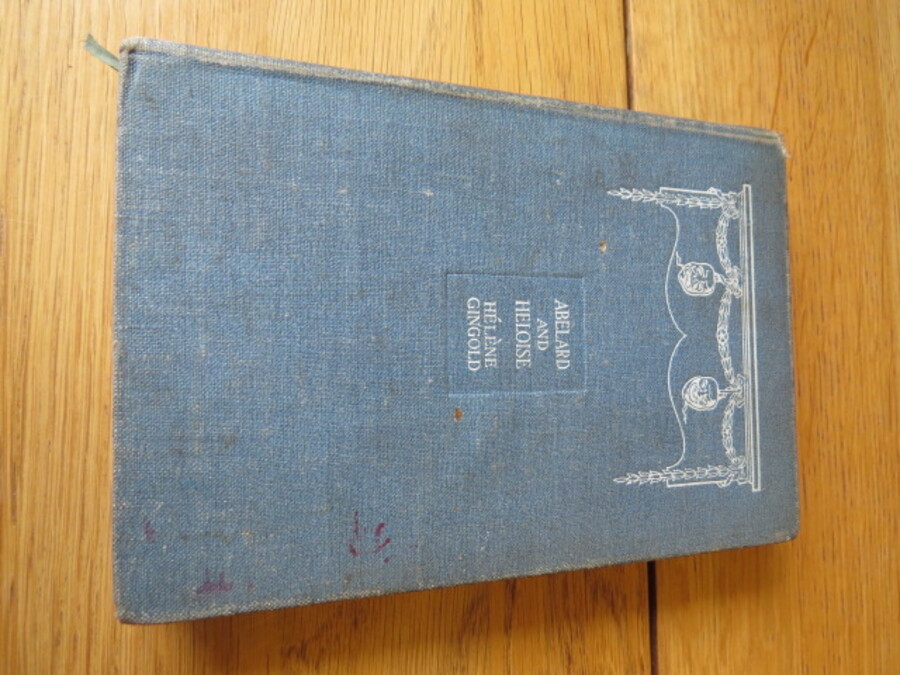 ABELARD
AND
HELOISE
HÉLÈNE
GINGOLD